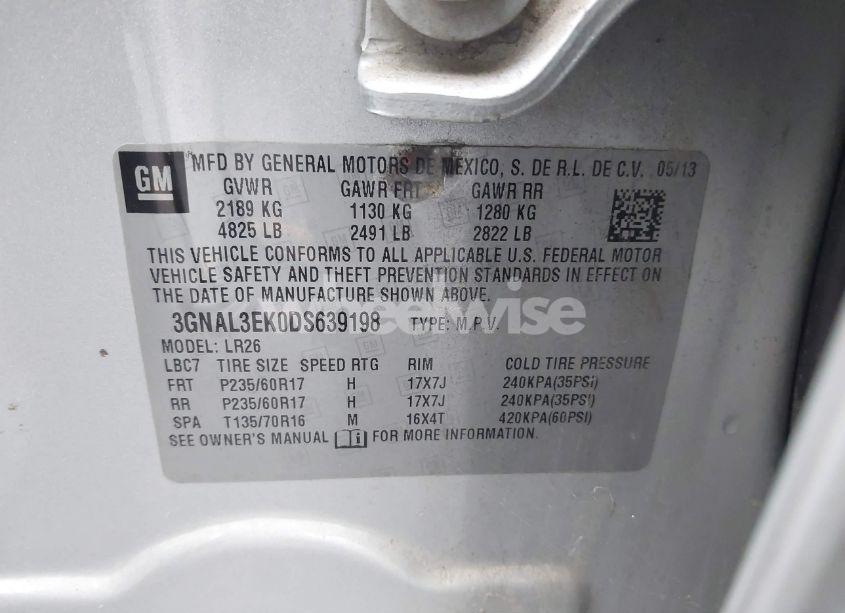 GM
MFD BY GENERAL MOTORS DE MEXICO, S. DE R.L. DE C.V. 05/13
GVWR GAWR FRT GAWR RR
2189 KG 1130 KG 1280 KG
4825 LB 2491 LB 2822 LB
THIS VEHICLE CONFORMS TO ALL APPLICABLE U.S. FEDERAL MOTOR
VEHICLE SAFETY AND THEFT PREVENTION STANDARDS IN EFFECT ON
THE DATE OF MANUFACTURE SHOWN ABOVE.
3GNAL3EK0DS639198 TYPE: M.P.V.
MODEL: LR26
LBC7 TIRE SIZE SPEED RTG RIM COLD TIRE PRESSURE
FRT P235/60R17 H 17X7J 240KPA(35PSI)
RR P235/60R17 H 17X7J 240KPA(35PSI)
SPA T135/70R16 M 16X4T 420KPA(60PSI)
SEE OWNER'S MANUAL FOR MORE INFORMATION.